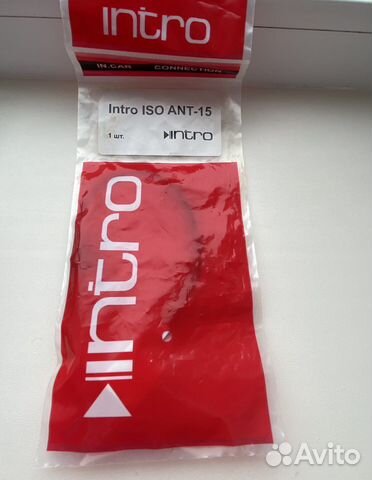 intro
IN.CAR CONNECTION
Intro ISO ANT-15
1 шт. intro
intro
Avito